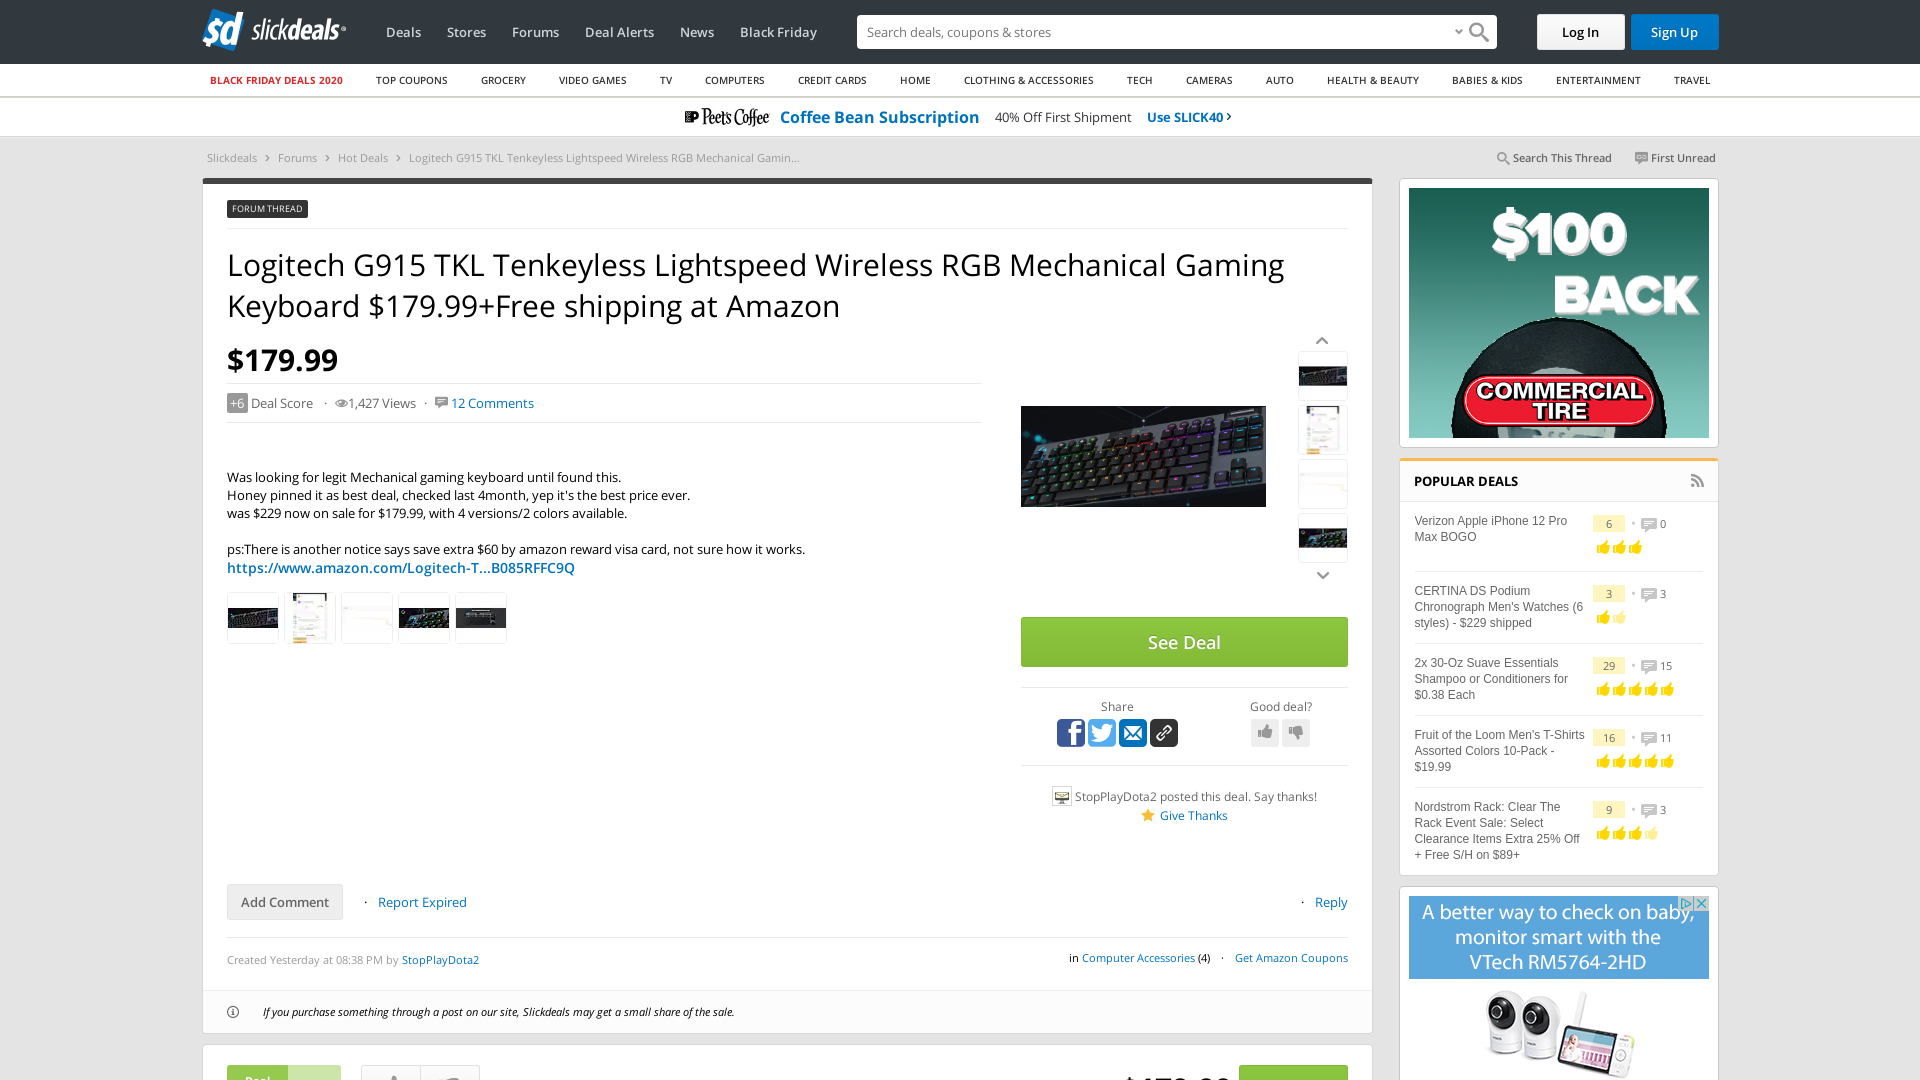 slickdeals
Deals
Stores
Forums
Deal Alerts
News
Black Friday
Search deals, coupons & stores
Log In
Sign Up
BLACK FRIDAY DEALS 2020
TOP COUPONS
GROCERY
VIDEO GAMES
TV
COMPUTERS
CREDIT CARDS
HOME
CLOTHING & ACCESSORIES
TECH
CAMERAS
AUTO
HEALTH & BEAUTY
BABIES & KIDS
ENTERTAINMENT
TRAVEL
Peet's Coffee
Coffee Bean Subscription
40% Off First Shipment
Use SLICK40 ›
Slickdeals › Forums › Hot Deals › Logitech G915 TKL Tenkeyless Lightspeed Wireless RGB Mechanical Gamin...
Search This Thread
First Unread
FORUM THREAD
Logitech G915 TKL Tenkeyless Lightspeed Wireless RGB Mechanical Gaming
Keyboard $179.99+Free shipping at Amazon
$179.99
+6 Deal Score · 1,427 Views · 12 Comments
Was looking for legit Mechanical gaming keyboard until found this.
Honey pinned it as best deal, checked last 4month, yep it's the best price ever.
was $229 now on sale for $179.99, with 4 versions/2 colors available.
ps:There is another notice says save extra $60 by amazon reward visa card, not sure how it works.
https://www.amazon.com/Logitech-T...B085RFFC9Q
See Deal
Share
Good deal?
StopPlayDota2 posted this deal. Say thanks!
Give Thanks
Add Comment
· Report Expired
· Reply
Created Yesterday at 08:38 PM by StopPlayDota2
in Computer Accessories (4) · Get Amazon Coupons
If you purchase something through a post on our site, Slickdeals may get a small share of the sale.
$100
BACK
COMMERCIAL
TIRE
POPULAR DEALS
Verizon Apple iPhone 12 Pro
Max BOGO
6 • 0
CERTINA DS Podium
Chronograph Men's Watches (6
styles) - $229 shipped
3 • 3
2x 30-Oz Suave Essentials
Shampoo or Conditioners for
$0.38 Each
29 • 15
Fruit of the Loom Men's T-Shirts
Assorted Colors 10-Pack -
$19.99
16 • 11
Nordstrom Rack: Clear The
Rack Event Sale: Select
Clearance Items Extra 25% Off
+ Free S/H on $89+
9 • 3
A better way to check on baby,
monitor smart with the
VTech RM5764-2HD